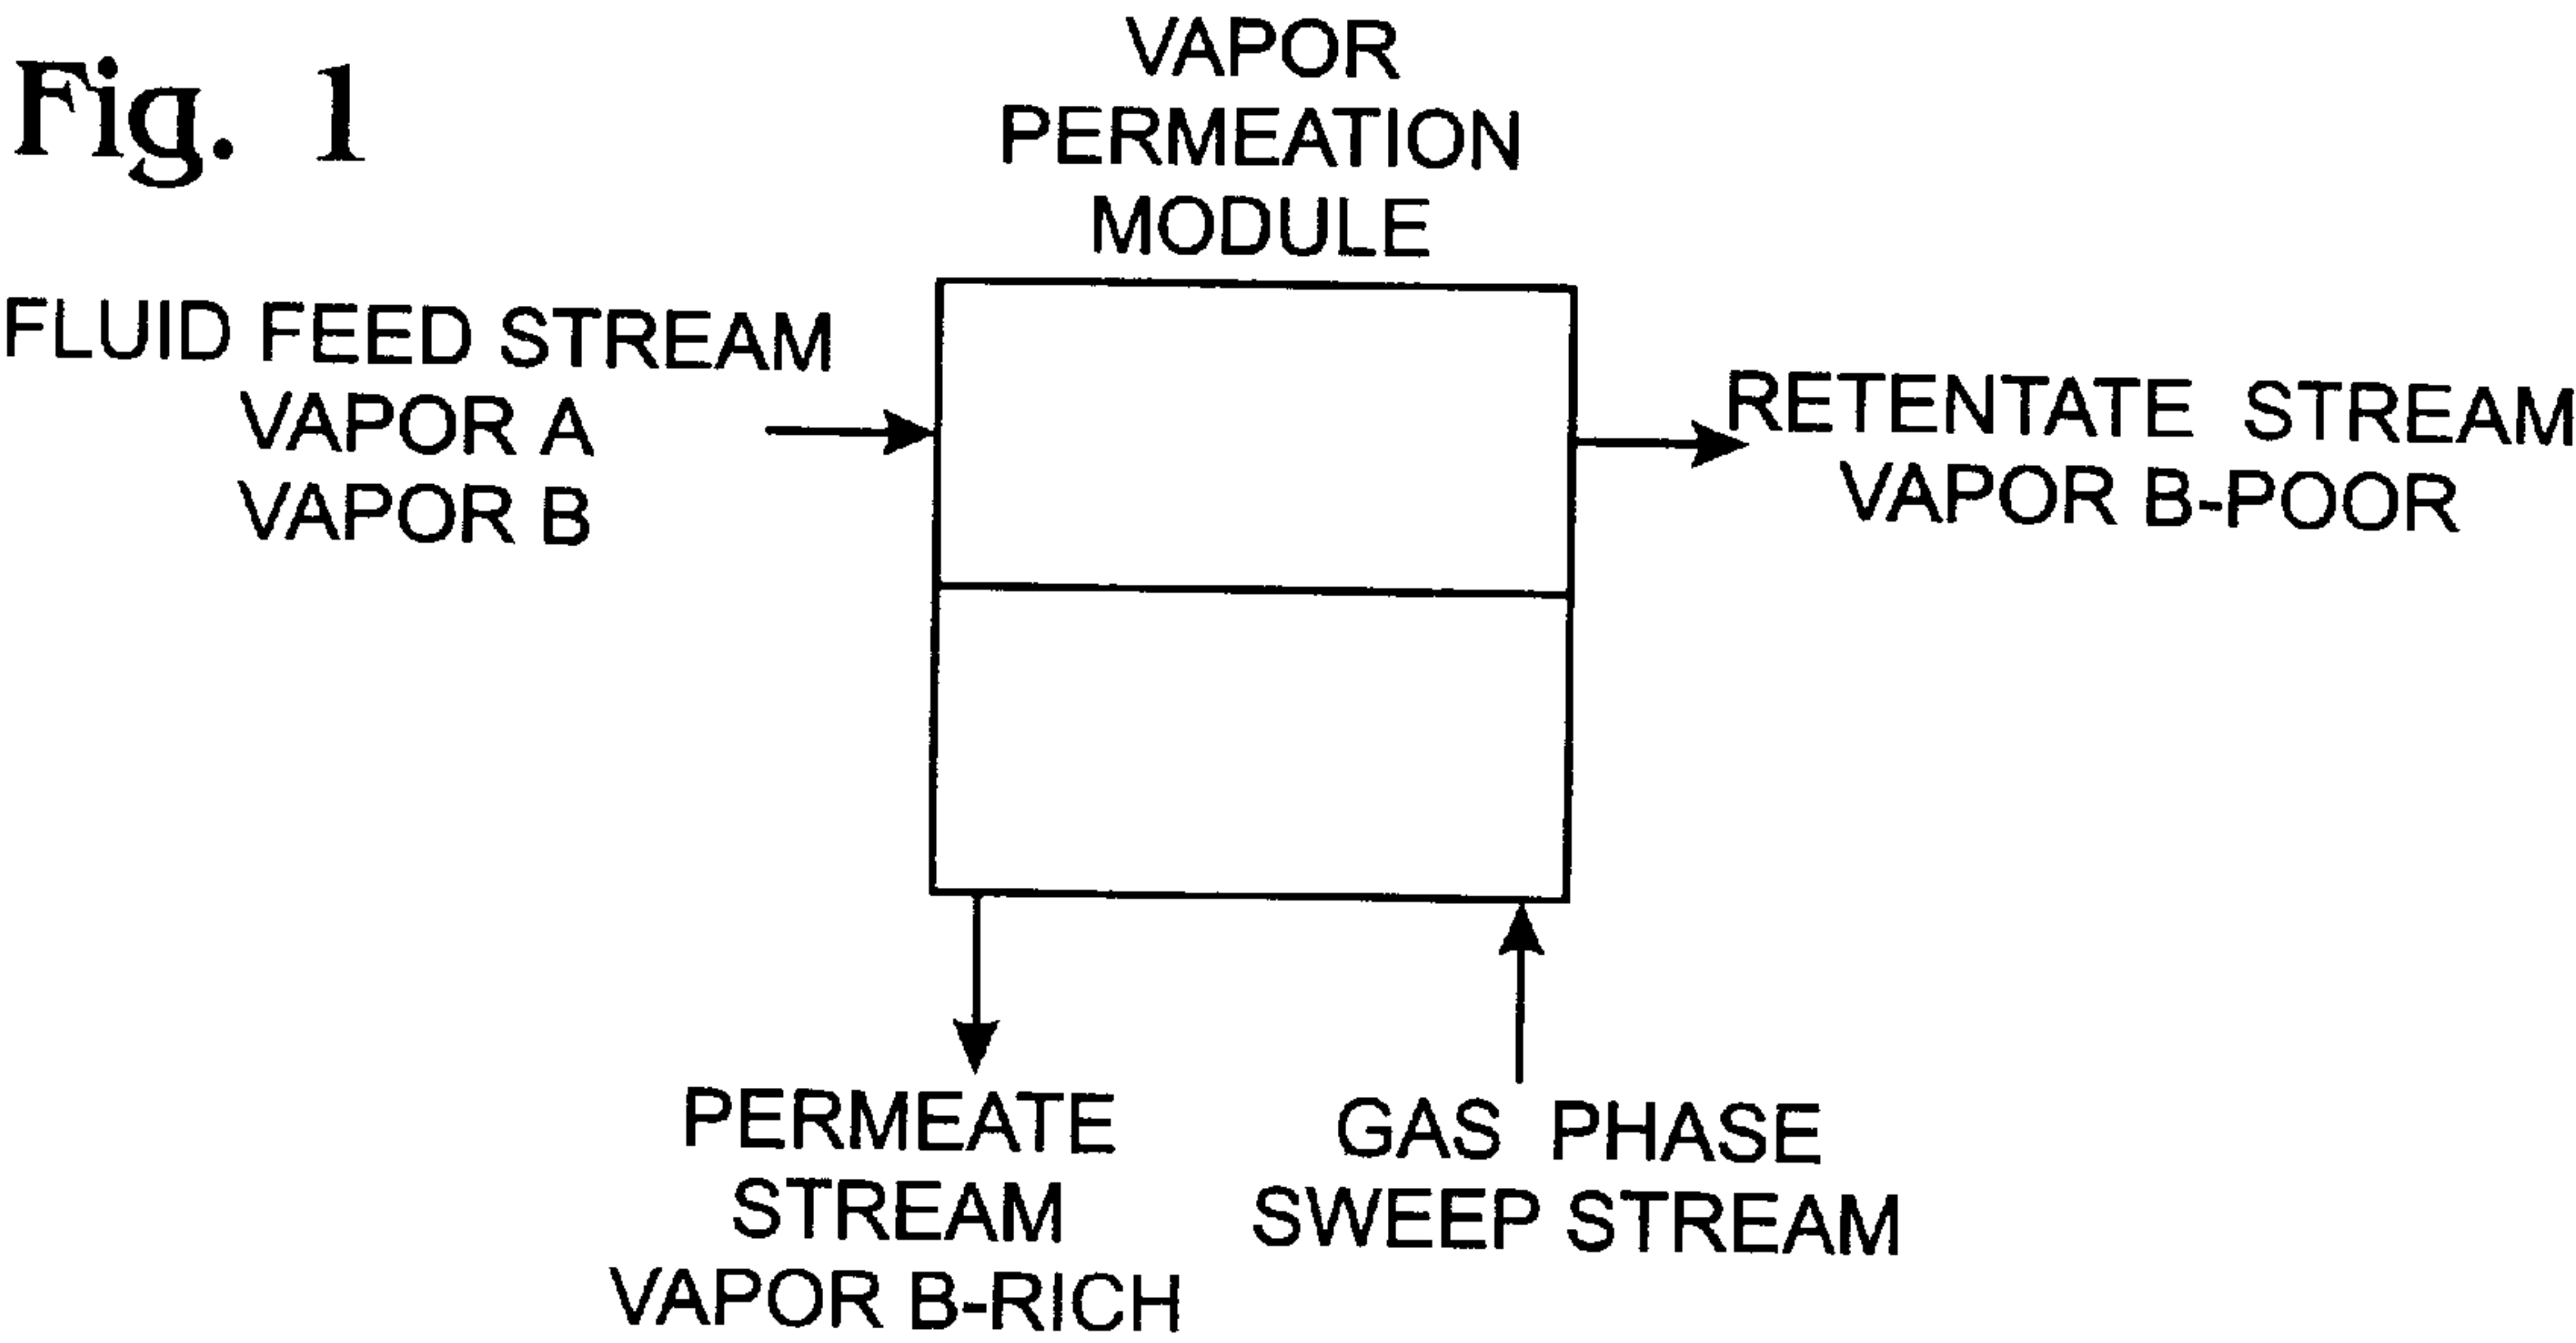 Fig. 1
VAPOR
PERMEATION
MODULE
FLUID FEED STREAM
VAPOR A
VAPOR B
RETENTATE STREAM
VAPOR B-POOR
PERMEATE
STREAM
VAPOR B-RICH
GAS PHASE
SWEEP STREAM